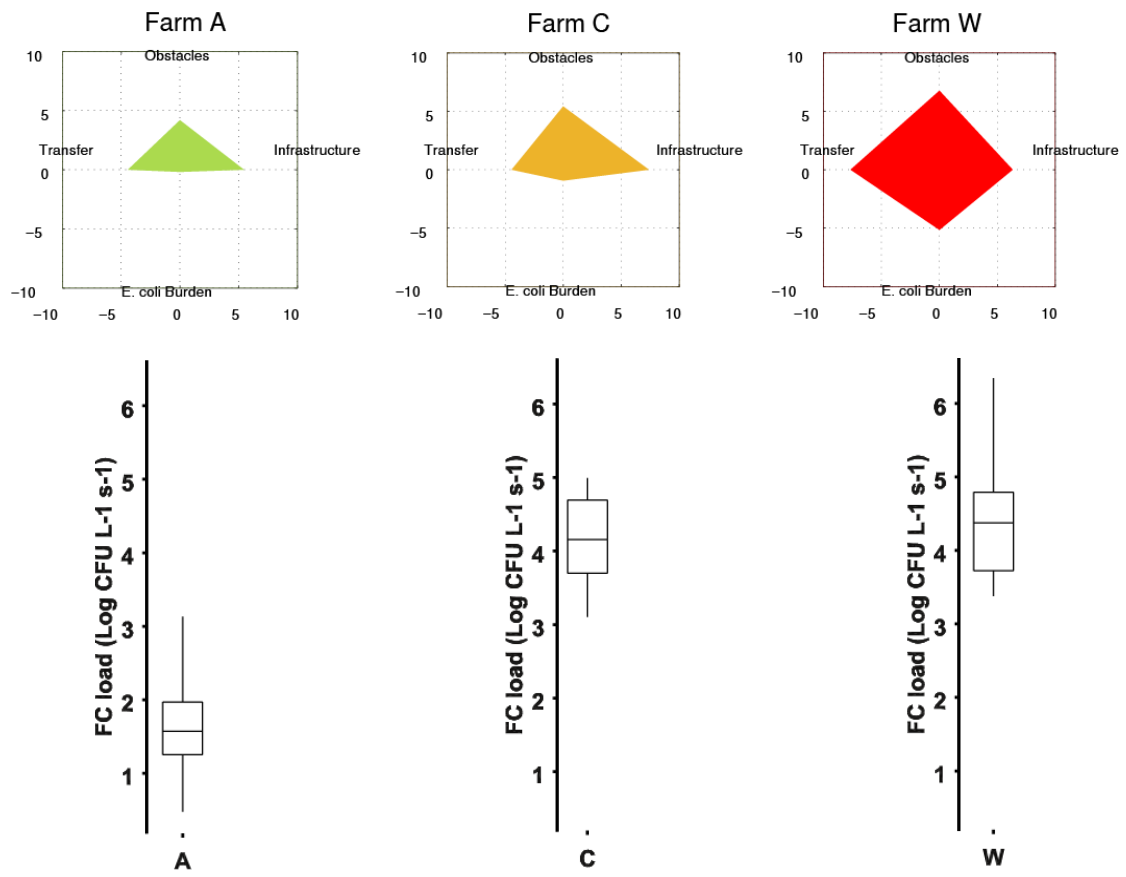 Farm A Farm C Farm W
10 Obstacles 10 Obstacles 10 Obstacles
5 5 5
Transfer Infrastructure Transfer Infrastructure Transfer Infrastructure
0 0 0
−5 −5 −5
−10 E. coli Burden −10 E. coli Burden −10 E. coli Burden
−10 −5 0 5 10 −10 −5 0 5 10 −10 −5 0 5 10
FC load (Log CFU L-1 s-1)
6
5
4
3
2
1
A
FC load (Log CFU L-1 s-1)
6
5
4
3
2
1
C
FC load (Log CFU L-1 s-1)
6
5
4
3
2
1
W